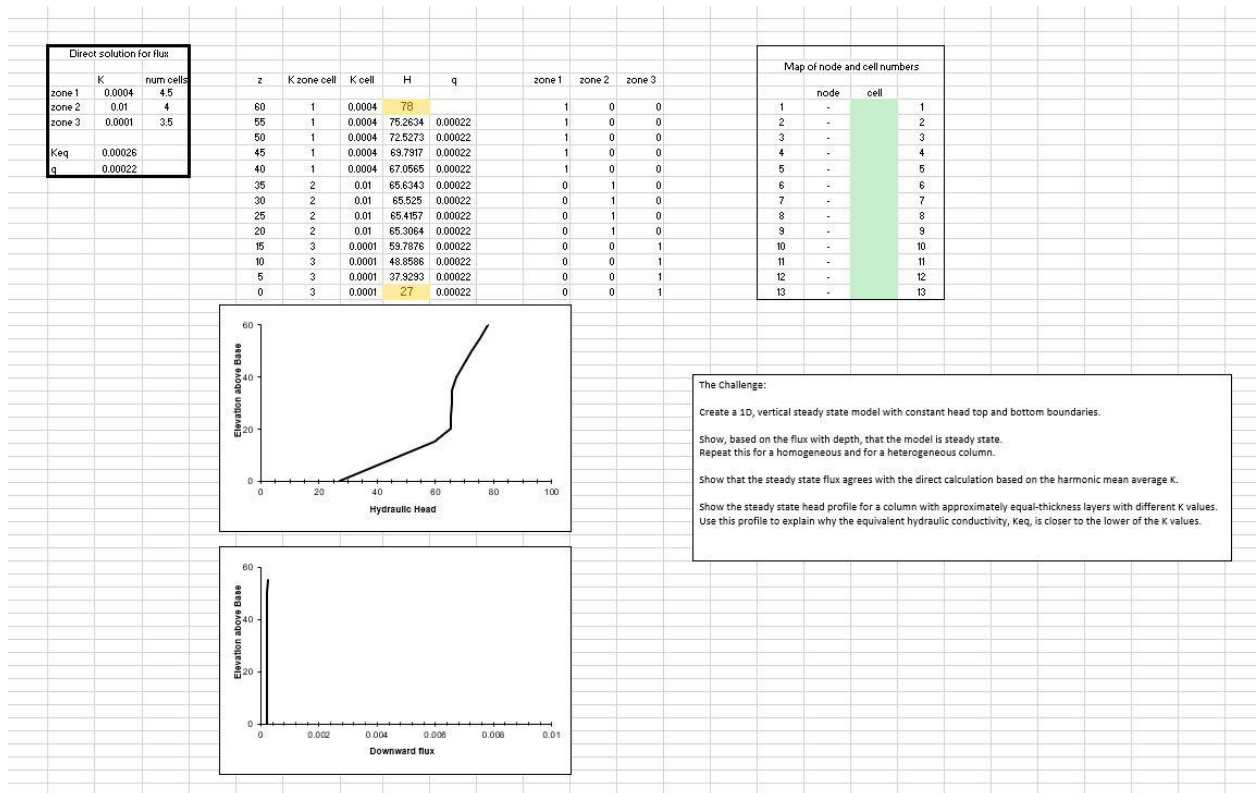 Direct solution for flux
K num cells
zone 1 0.0004 4.5
zone 2 0.01 4
zone 3 0.0001 3.5
Keq 0.00026
q 0.00022
z K zone cell K cell H q
60 1 0.0004 78
55 1 0.0004 75.2634 0.00022
50 1 0.0004 72.5273 0.00022
45 1 0.0004 69.7917 0.00022
40 1 0.0004 67.0565 0.00022
35 2 0.01 65.6343 0.00022
30 2 0.01 65.525 0.00022
25 2 0.01 65.4157 0.00022
20 2 0.01 65.3064 0.00022
15 3 0.0001 59.7876 0.00022
10 3 0.0001 48.8586 0.00022
5 3 0.0001 37.9293 0.00022
0 3 0.0001 27 0.00022
zone 1 zone 2 zone 3
1 0 0
1 0 0
1 0 0
1 0 0
1 0 0
0 1 0
0 1 0
0 1 0
0 1 0
0 0 1
0 0 1
0 0 1
0 0 1
Map of node and cell numbers
node cell
1 - 1
2 - 2
3 - 3
4 - 4
5 - 5
6 - 6
7 - 7
8 - 8
9 - 9
10 - 10
11 - 11
12 - 12
13 - 13
Elevation above Base
60
40
20
0
0 20 40 60 80 100
Hydraulic Head
Elevation above Base
60
40
20
0
0 0.002 0.004 0.006 0.008 0.01
Downward flux
The Challenge:
Create a 1D, vertical steady state model with constant head top and bottom boundaries.
Show, based on the flux with depth, that the model is steady state.
Repeat this for a homogeneous and for a heterogeneous column.
Show that the steady state flux agrees with the direct calculation based on the harmonic mean average K.
Show the steady state head profile for a column with approximately equal-thickness layers with different K values.
Use this profile to explain why the equivalent hydraulic conductivity, Keq, is closer to the lower of the K values.